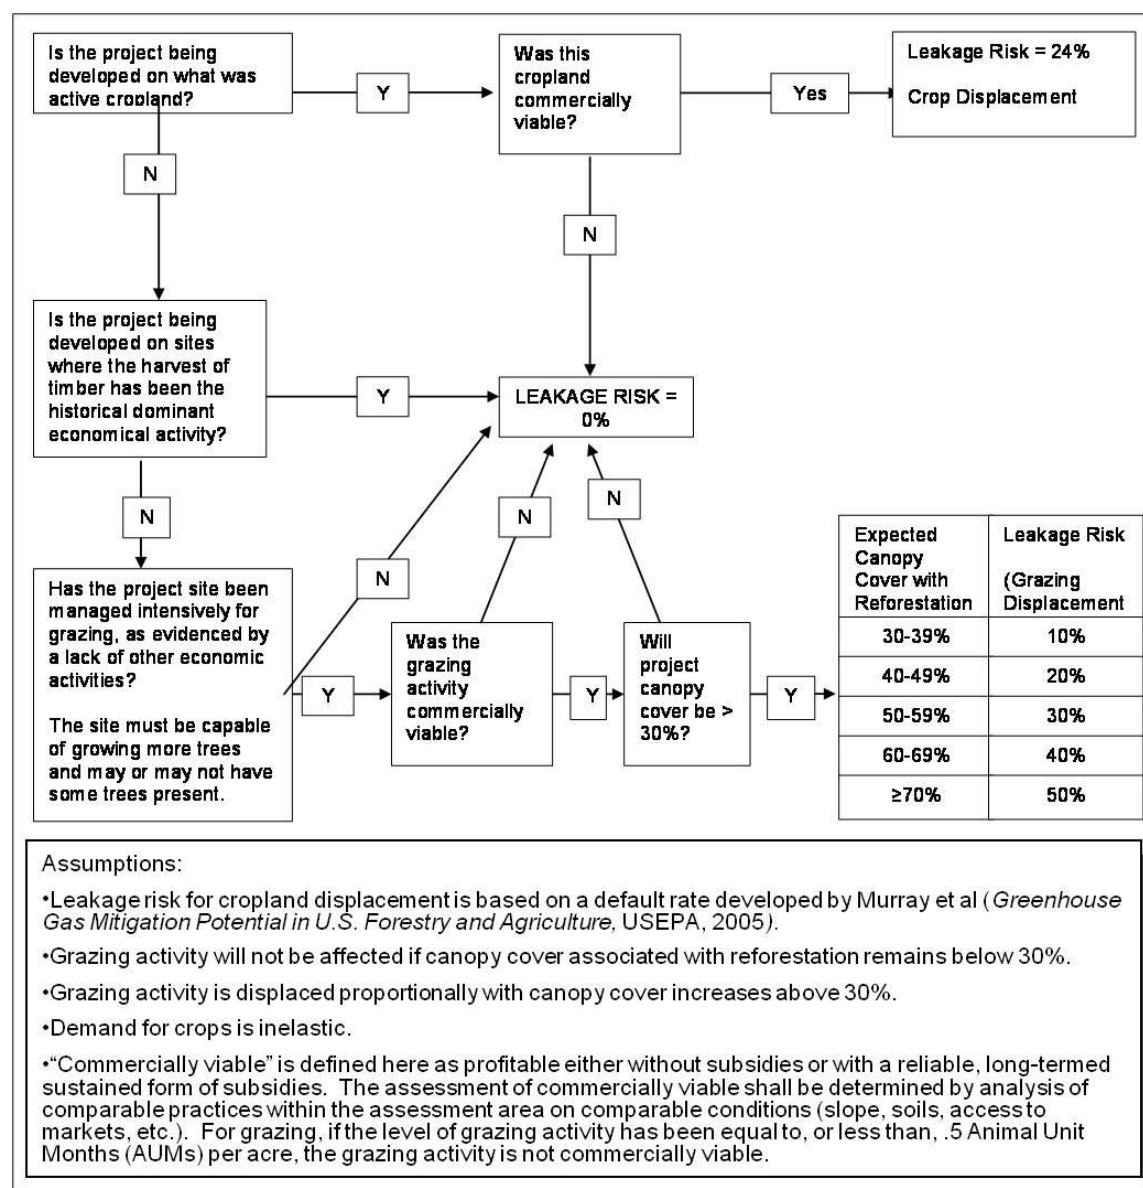 Is the project being
developed on what was
active cropland?
Y
Was this
cropland
commercially
viable?
Yes
Leakage Risk = 24%
Crop Displacement
N
N
Is the project being
developed on sites
where the harvest of
timber has been the
historical dominant
economical activity?
Y
LEAKAGE RISK =
0%
N
N
N
N
Has the project site been
managed intensively for
grazing, as evidenced by
a lack of other economic
activities?
The site must be capable
of growing more trees
and may or may not have
some trees present.
Y
Was the
grazing
activity
commercially
viable?
Y
Will
project
canopy
cover be >
30%?
Y
Expected
Canopy
Cover with
Reforestation
Leakage Risk
(Grazing
Displacement
30-39%
10%
40-49%
20%
50-59%
30%
60-69%
40%
≥70%
50%
Assumptions:
•Leakage risk for cropland displacement is based on a default rate developed by Murray et al (Greenhouse
Gas Mitigation Potential in U.S. Forestry and Agriculture, USEPA, 2005).
•Grazing activity will not be affected if canopy cover associated with reforestation remains below 30%.
•Grazing activity is displaced proportionally with canopy cover increases above 30%.
•Demand for crops is inelastic.
•“Commercially viable” is defined here as profitable either without subsidies or with a reliable, long-termed
sustained form of subsidies. The assessment of commercially viable shall be determined by analysis of
comparable practices within the assessment area on comparable conditions (slope, soils, access to
markets, etc.). For grazing, if the level of grazing activity has been equal to, or less than, .5 Animal Unit
Months (AUMs) per acre, the grazing activity is not commercially viable.